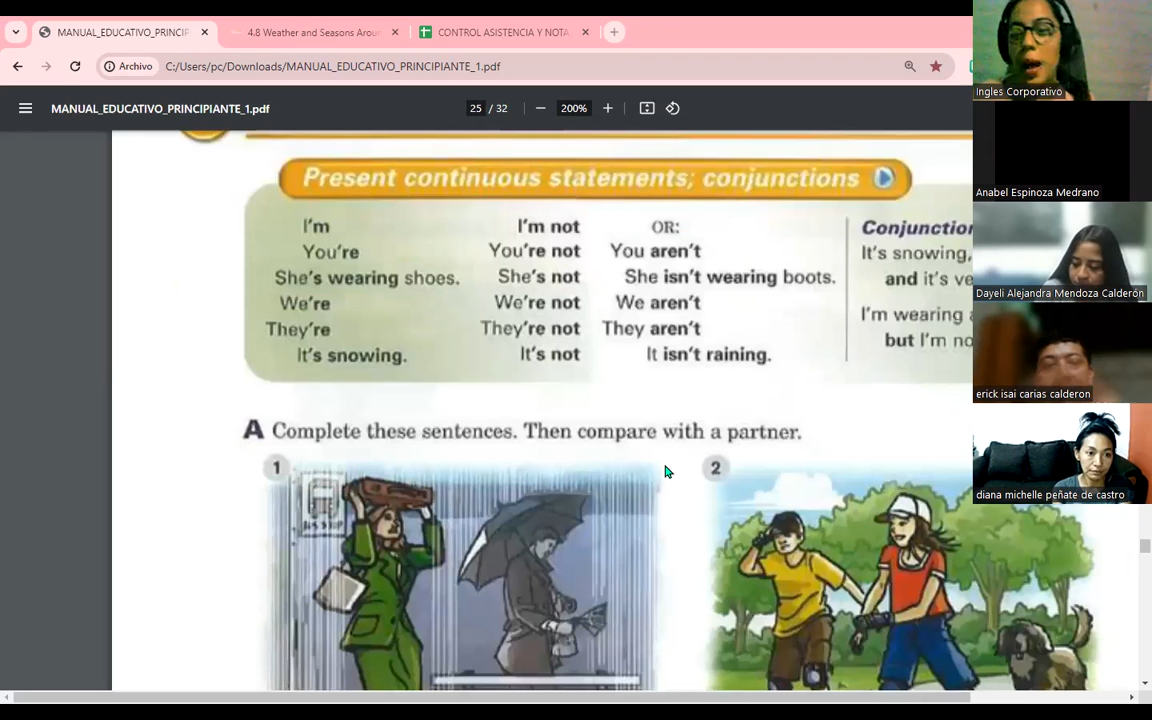 MANUAL_EDUCATIVO_PRINCIP
4.8 Weather and Seasons Arou
CONTROL ASISTENCIA Y NOTA
Archivo
C:/Users/pc/Downloads/MANUAL_EDUCATIVO_PRINCIPIANTE_1.pdf
MANUAL_EDUCATIVO_PRINCIPIANTE_1.pdf
25 / 32
200%
Present continuous statements; conjunctions
I'm I'm not OR: Conjunction
You're You're not You aren't It's snowing,
She's wearing shoes. She's not She isn't wearing boots. and it's ve
We're We're not We aren't I'm wearing a
They're They're not They aren't but I'm no
It's snowing. It's not It isn't raining.
A Complete these sentences. Then compare with a partner.
1
2
Ingles Corporativo
Anabel Espinoza Medrano
Dayeli Alejandra Mendoza Calderón
erick isai carias calderon
diana michelle peñate de castro